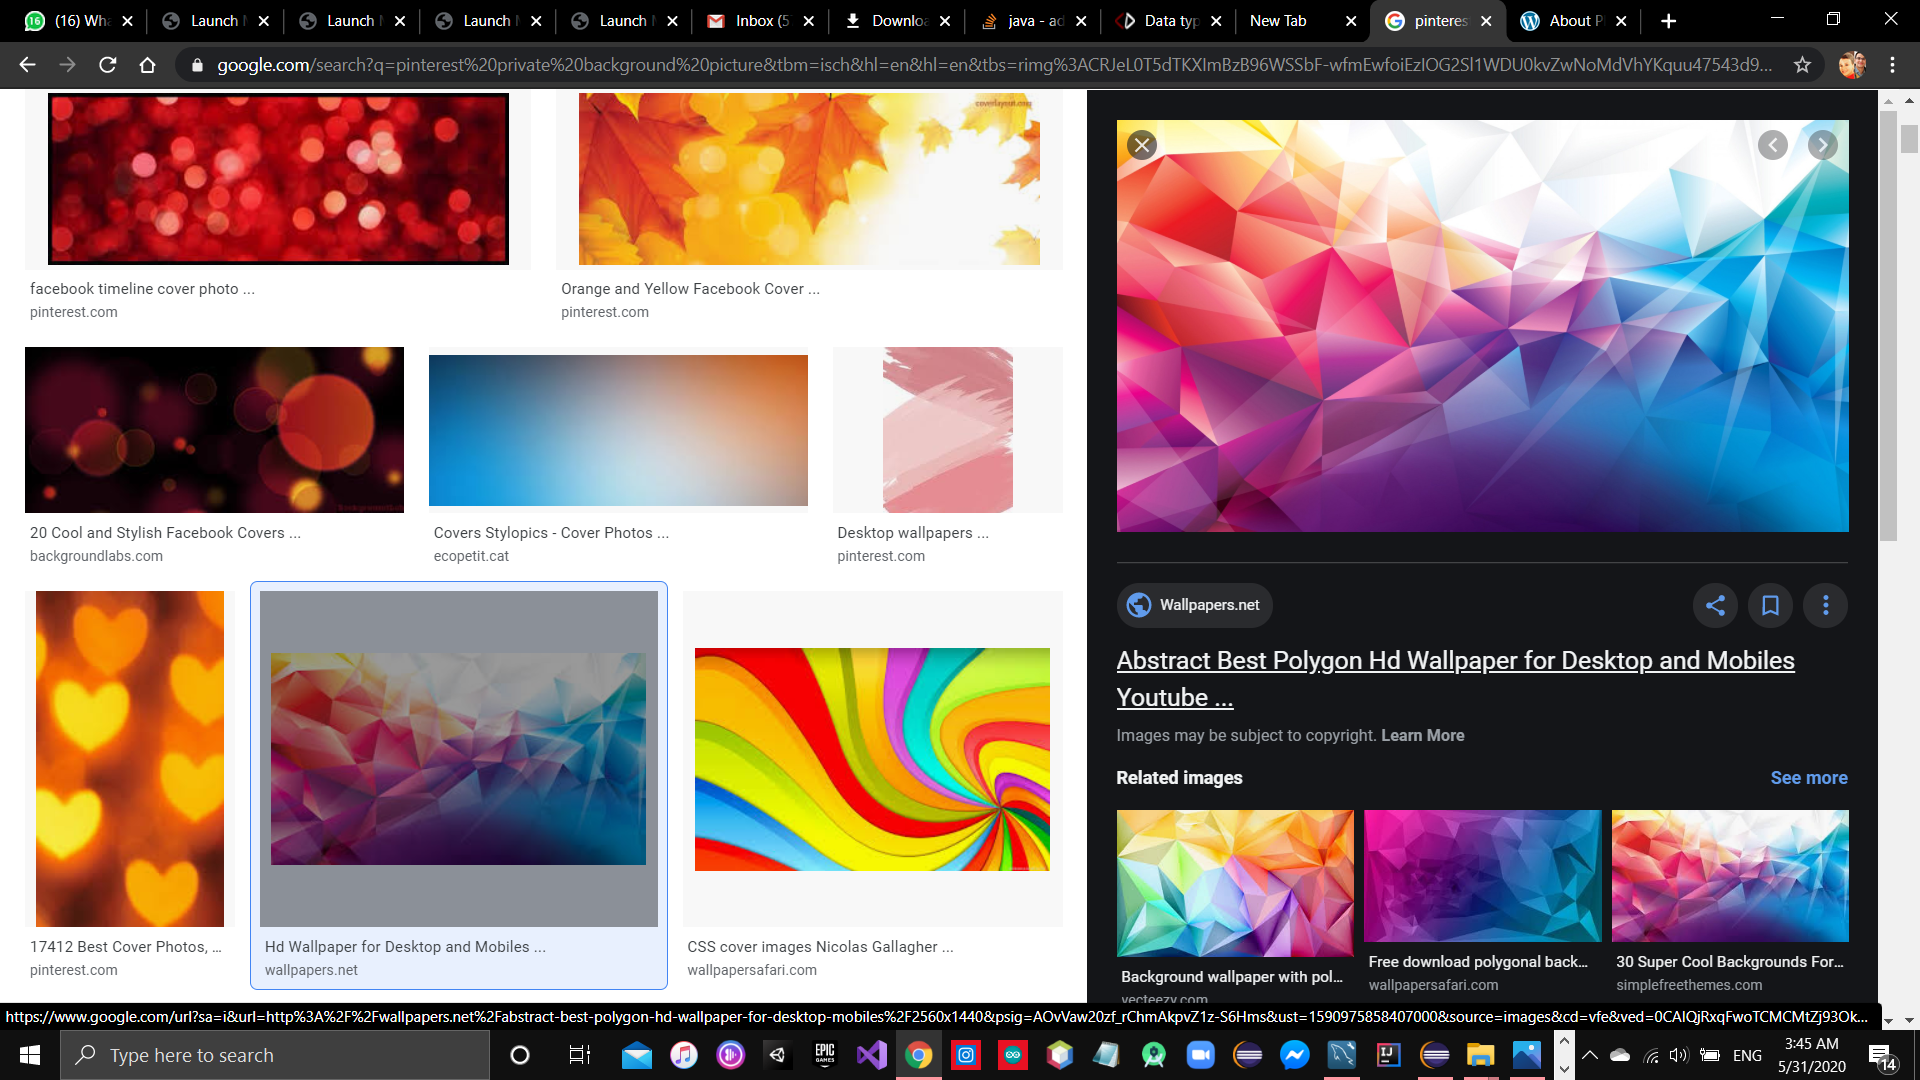 (16) Wha
Launch M
Launch M
Launch M
Launch M
Inbox (5
Downloa
java - ad
Data typ
New Tab
pinteres
About P
google.com/search?q=pinterest%20private%20background%20picture&tbm=isch&hl=en&hl=en&tbs=rimg%3ACRJeL0T5dTKXImBzB96WSSbF-wfmEwfoiEzIOG2Sl1WDU0kvZwNoMdVhYKquu47543d9...
coverlayout.com
facebook timeline cover photo ...
pinterest.com
Orange and Yellow Facebook Cover ...
pinterest.com
20 Cool and Stylish Facebook Covers ...
backgroundlabs.com
Covers Stylopics - Cover Photos ...
ecopetit.cat
Desktop wallpapers ...
pinterest.com
17412 Best Cover Photos, ...
pinterest.com
Hd Wallpaper for Desktop and Mobiles ...
wallpapers.net
CSS cover images Nicolas Gallagher ...
wallpapersafari.com
Wallpapers.net
Abstract Best Polygon Hd Wallpaper for Desktop and Mobiles
Youtube ...
Images may be subject to copyright. Learn More
Related images
See more
Background wallpaper with pol...
vecteezy.com
Free download polygonal back...
wallpapersafari.com
30 Super Cool Backgrounds For...
simplefreethemes.com
https://www.google.com/url?sa=i&url=http%3A%2F%2Fwallpapers.net%2Fabstract-best-polygon-hd-wallpaper-for-desktop-mobiles%2F2560x1440&psig=AOvVaw20zf_rChmAkpvZ1z-S6Hms&ust=1590975858407000&source=images&cd=vfe&ved=0CAIQjRxqFwoTCMCMtZj93Ok...
Type here to search
EPIC
GAMES
IJ
ENG
3:45 AM
5/31/2020
14